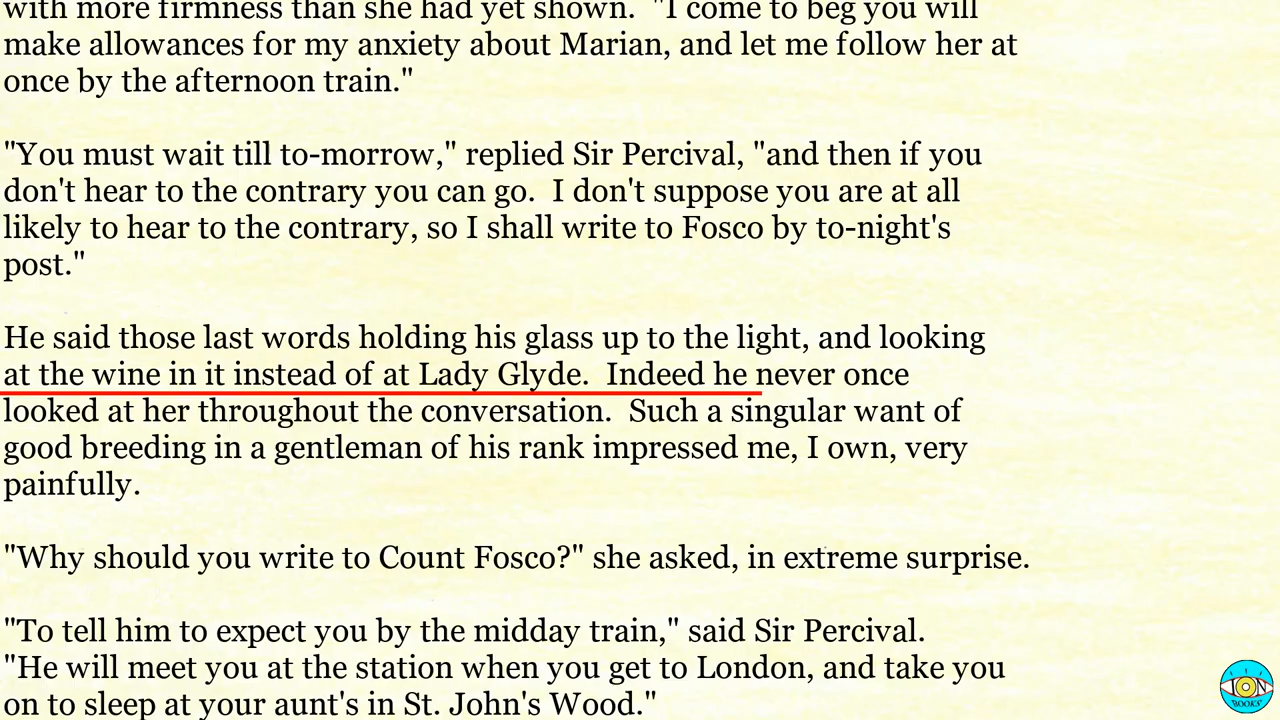 with more firmness than she had yet shown.  "I come to beg you will
make allowances for my anxiety about Marian, and let me follow her at
once by the afternoon train."
"You must wait till to-morrow," replied Sir Percival, "and then if you
don't hear to the contrary you can go.  I don't suppose you are at all
likely to hear to the contrary, so I shall write to Fosco by to-night's
post."
He said those last words holding his glass up to the light, and looking
at the wine in it instead of at Lady Glyde.  Indeed he never once
looked at her throughout the conversation.  Such a singular want of
good breeding in a gentleman of his rank impressed me, I own, very
painfully.
"Why should you write to Count Fosco?" she asked, in extreme surprise.
"To tell him to expect you by the midday train," said Sir Percival.
"He will meet you at the station when you get to London, and take you
on to sleep at your aunt's in St. John's Wood."
ION
BOOKS